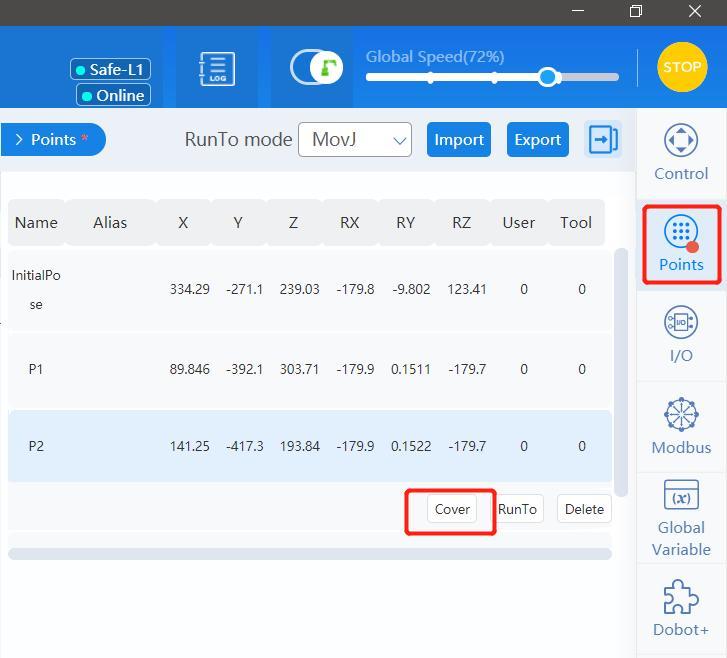 Safe-L1
Online
LOG
Global Speed(72%)
STOP
> Points *
RunTo mode MovJ Import Export
Control
Name Alias X Y Z RX RY RZ User Tool
InitialPo
se
334.29 -271.1 239.03 -179.8 -9.802 123.41 0 0
Points
P1 89.846 -392.1 303.71 -179.9 0.1511 -179.7 0 0
I/O
I/O
P2 141.25 -417.3 193.84 -179.9 0.1522 -179.7 0 0
Modbus
Cover RunTo Delete
(x)
Global
Variable
Dobot+